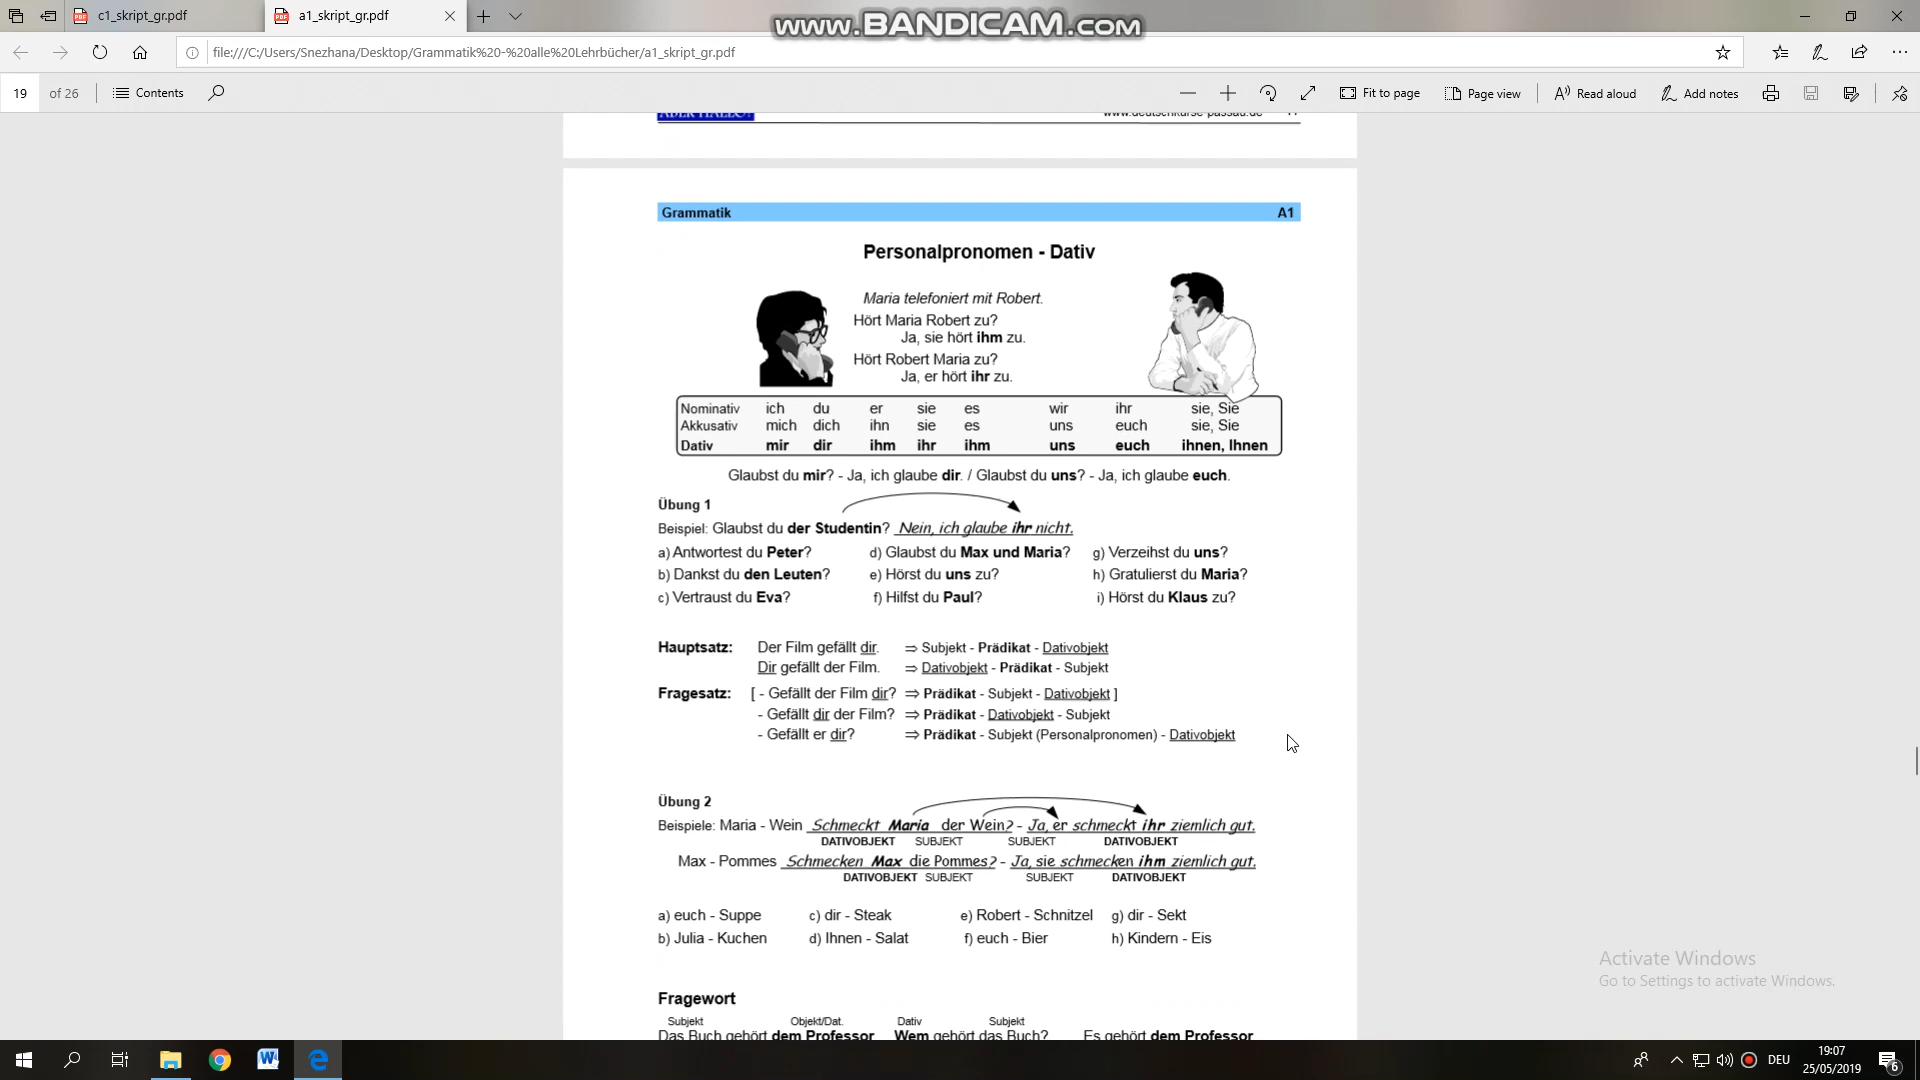 c1_skript_gr.pdf
a1_skript_gr.pdf
www.BANDICAM.com
file:///C:/Users/Snezhana/Desktop/Grammatik%20-%20alle%20Lehrbücher/a1_skript_gr.pdf
19 of 26 Contents Fit to page Page view Read aloud Add notes
ABER HALLO! www.deutschkurse-passau.de
Grammatik A1
Personalpronomen - Dativ
Maria telefoniert mit Robert.
Hört Maria Robert zu?
Ja, sie hört ihm zu.
Hört Robert Maria zu?
Ja, er hört ihr zu.
Nominativ ich du er sie es wir ihr sie, Sie
Akkusativ mich dich ihn sie es uns euch sie, Sie
Dativ mir dir ihm ihr ihm uns euch ihnen, Ihnen
Glaubst du mir? - Ja, ich glaube dir. / Glaubst du uns? - Ja, ich glaube euch.
Übung 1
Beispiel: Glaubst du der Studentin? Nein, ich glaube ihr nicht.
a) Antwortest du Peter? d) Glaubst du Max und Maria? g) Verzeihst du uns?
b) Dankst du den Leuten? e) Hörst du uns zu? h) Gratulierst du Maria?
c) Vertraust du Eva? f) Hilfst du Paul? i) Hörst du Klaus zu?
Hauptsatz: Der Film gefällt dir. ⇒ Subjekt - Prädikat - Dativobjekt
Dir gefällt der Film. ⇒ Dativobjekt - Prädikat - Subjekt
Fragesatz: [ - Gefällt der Film dir? ⇒ Prädikat - Subjekt - Dativobjekt ]
- Gefällt dir der Film? ⇒ Prädikat - Dativobjekt - Subjekt
- Gefällt er dir? ⇒ Prädikat - Subjekt (Personalpronomen) - Dativobjekt
Übung 2
Beispiele: Maria - Wein Schmeckt Maria der Wein? - Ja, er schmeckt ihr ziemlich gut.
DATIVOBJEKT SUBJEKT SUBJEKT DATIVOBJEKT
Max - Pommes Schmecken Max die Pommes? - Ja, sie schmecken ihm ziemlich gut.
DATIVOBJEKT SUBJEKT SUBJEKT DATIVOBJEKT
a) euch - Suppe c) dir - Steak e) Robert - Schnitzel g) dir - Sekt
b) Julia - Kuchen d) Ihnen - Salat f) euch - Bier h) Kindern - Eis
Fragewort
Subjekt Objekt/Dat. Dativ Subjekt
Das Buch gehört dem Professor Wem gehört das Buch? Es gehört dem Professor
Activate Windows
Go to Settings to activate Windows.
DEU
19:07
25/05/2019
6